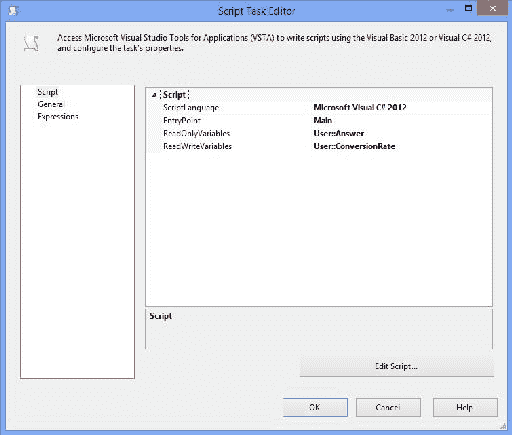 Script Task Editor
Access Microsoft Visual Studio Tools for Applications (VSTA) to write scripts using the Visual Basic 2012 or Visual C# 2012,
and configure the task's properties.
Script
General
Expressions
Script
ScriptLanguage Microsoft Visual C# 2012
EntryPoint Main
ReadOnlyVariables User::Answer
ReadWriteVariables User::ConversionRate
Script
Edit Script...
OK Cancel Help